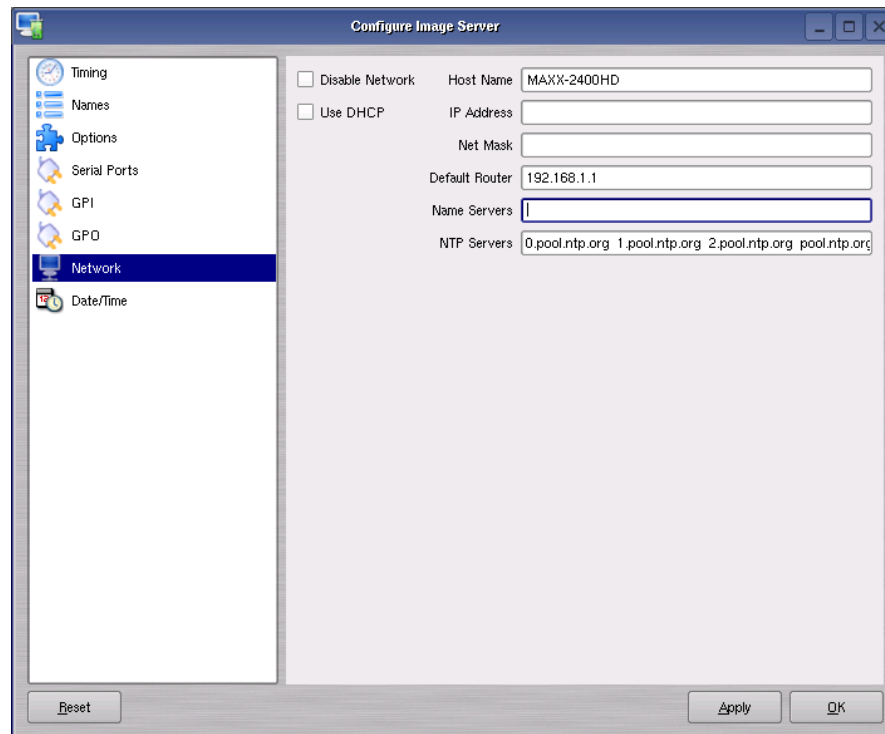 Configure Image Server
Timing
Names
Options
Serial Ports
GPI
GPO
Network
Date/Time
Disable Network
Host Name MAXX-2400HD
Use DHCP
IP Address
Net Mask
Default Router 192.168.1.1
Name Servers
NTP Servers 0.pool.ntp.org 1.pool.ntp.org 2.pool.ntp.org pool.ntp.org
Reset
Apply
OK